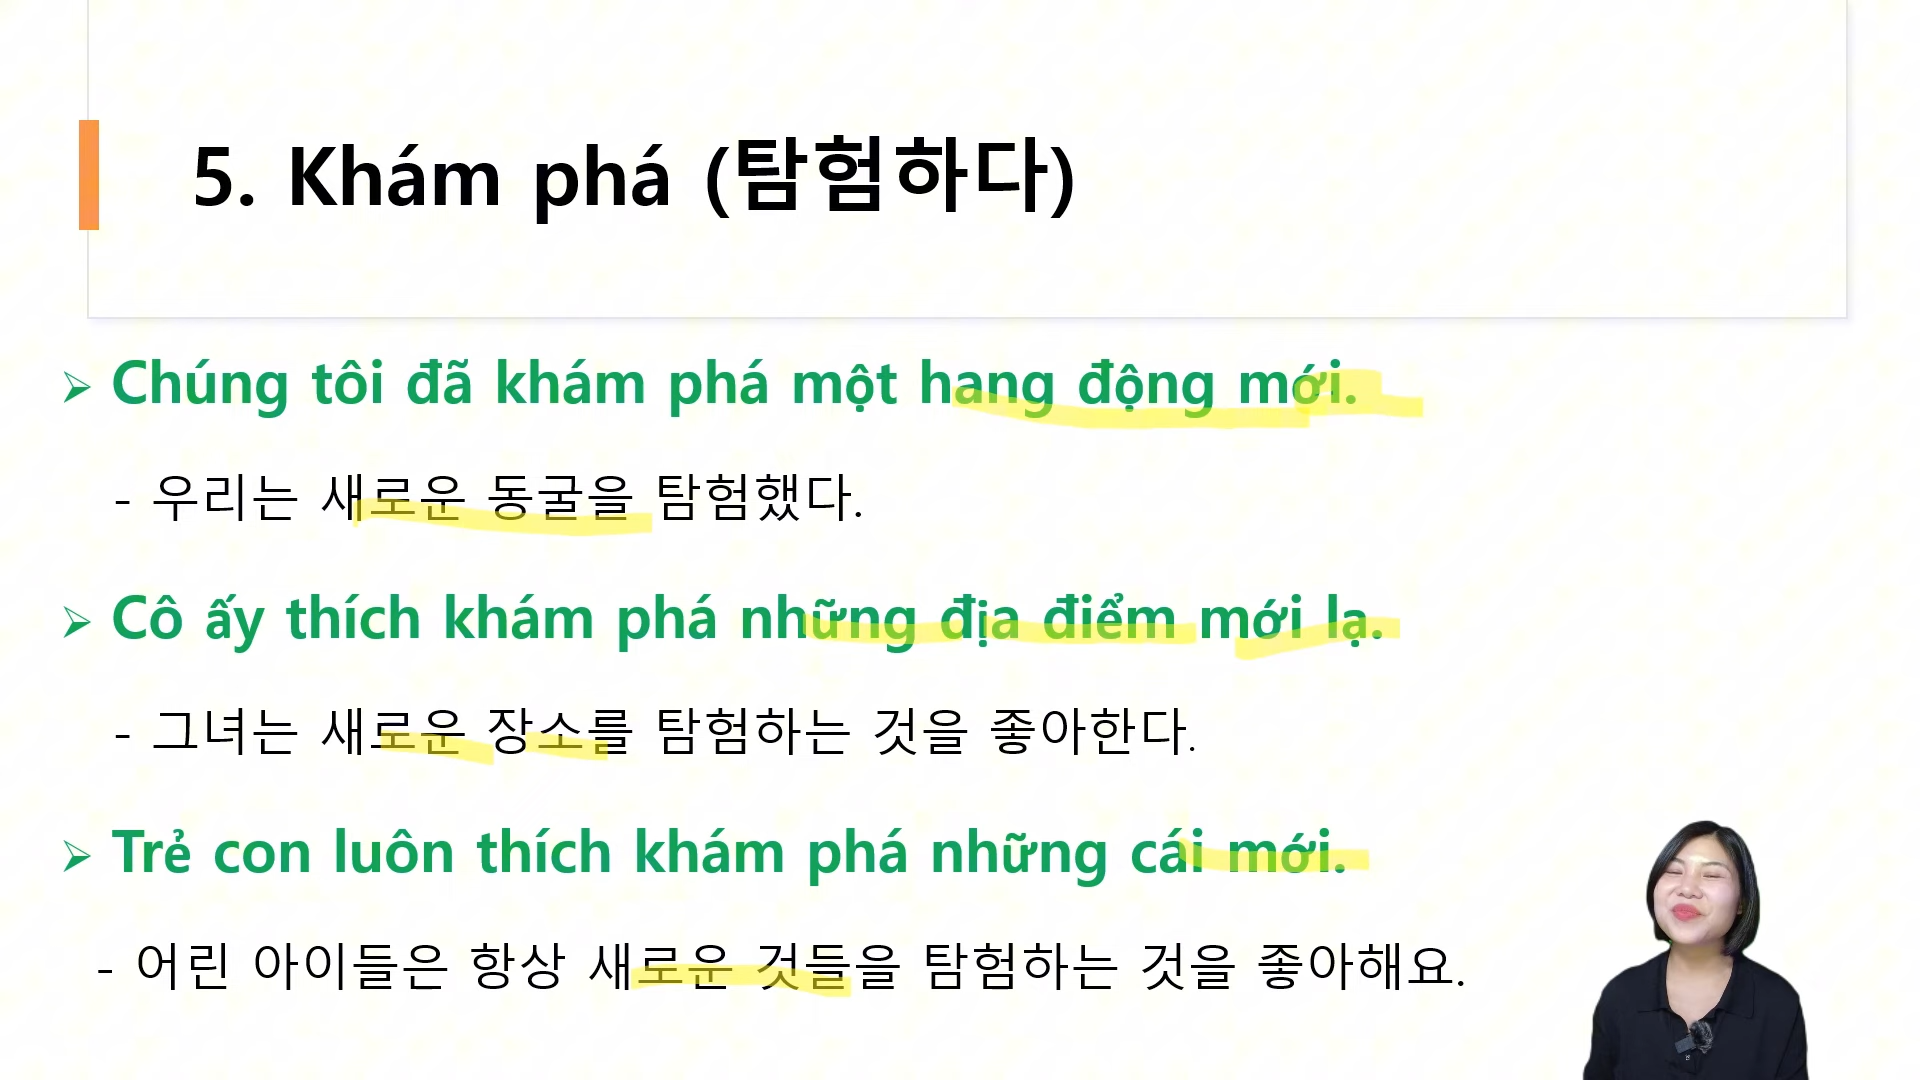 5. Khám phá (탐험하다)
➢ Chúng tôi đã khám phá một hang động mới.
- 우리는 새로운 동굴을 탐험했다.
➢ Cô ấy thích khám phá những địa điểm mới lạ.
- 그녀는 새로운 장소를 탐험하는 것을 좋아한다.
➢ Trẻ con luôn thích khám phá những cái mới.
- 어린 아이들은 항상 새로운 것들을 탐험하는 것을 좋아해요.